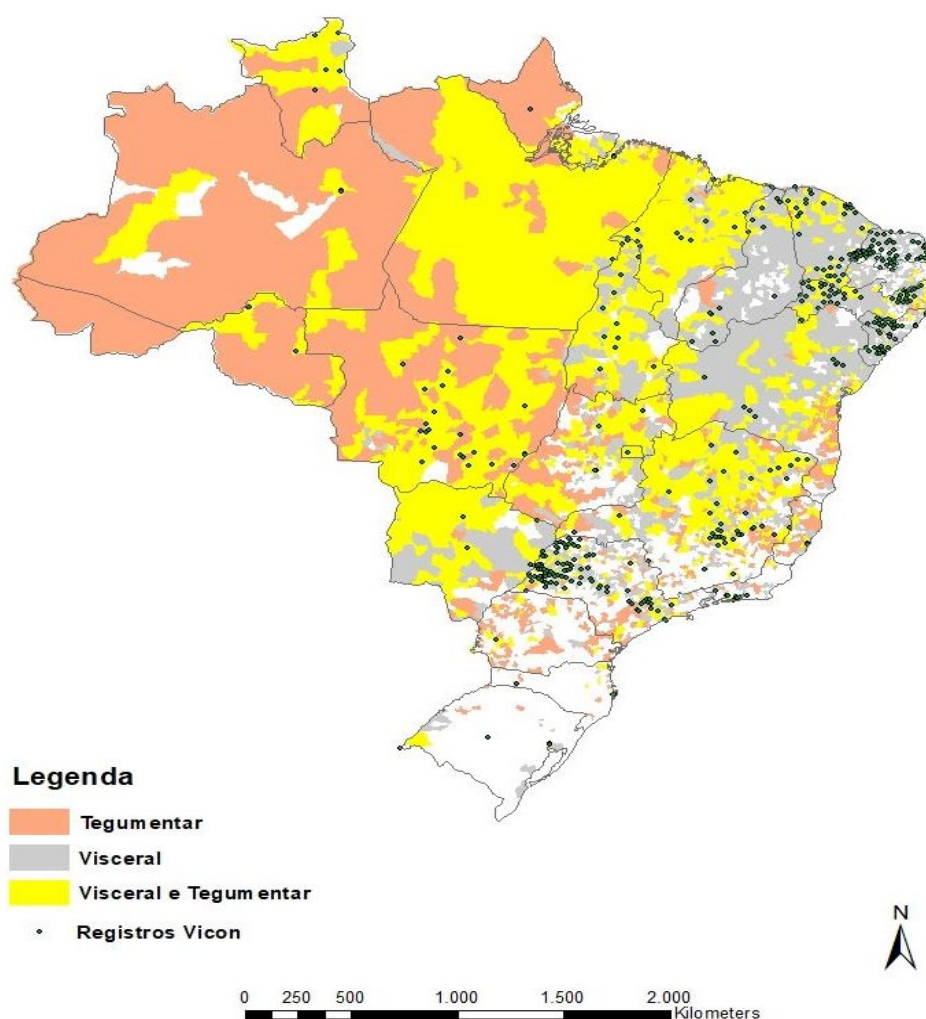 Legenda
Tegumentar
Visceral
Visceral e Tegumentar
Registros Vicon
N
0 250 500 1.000 1.500 2.000
Kilometers